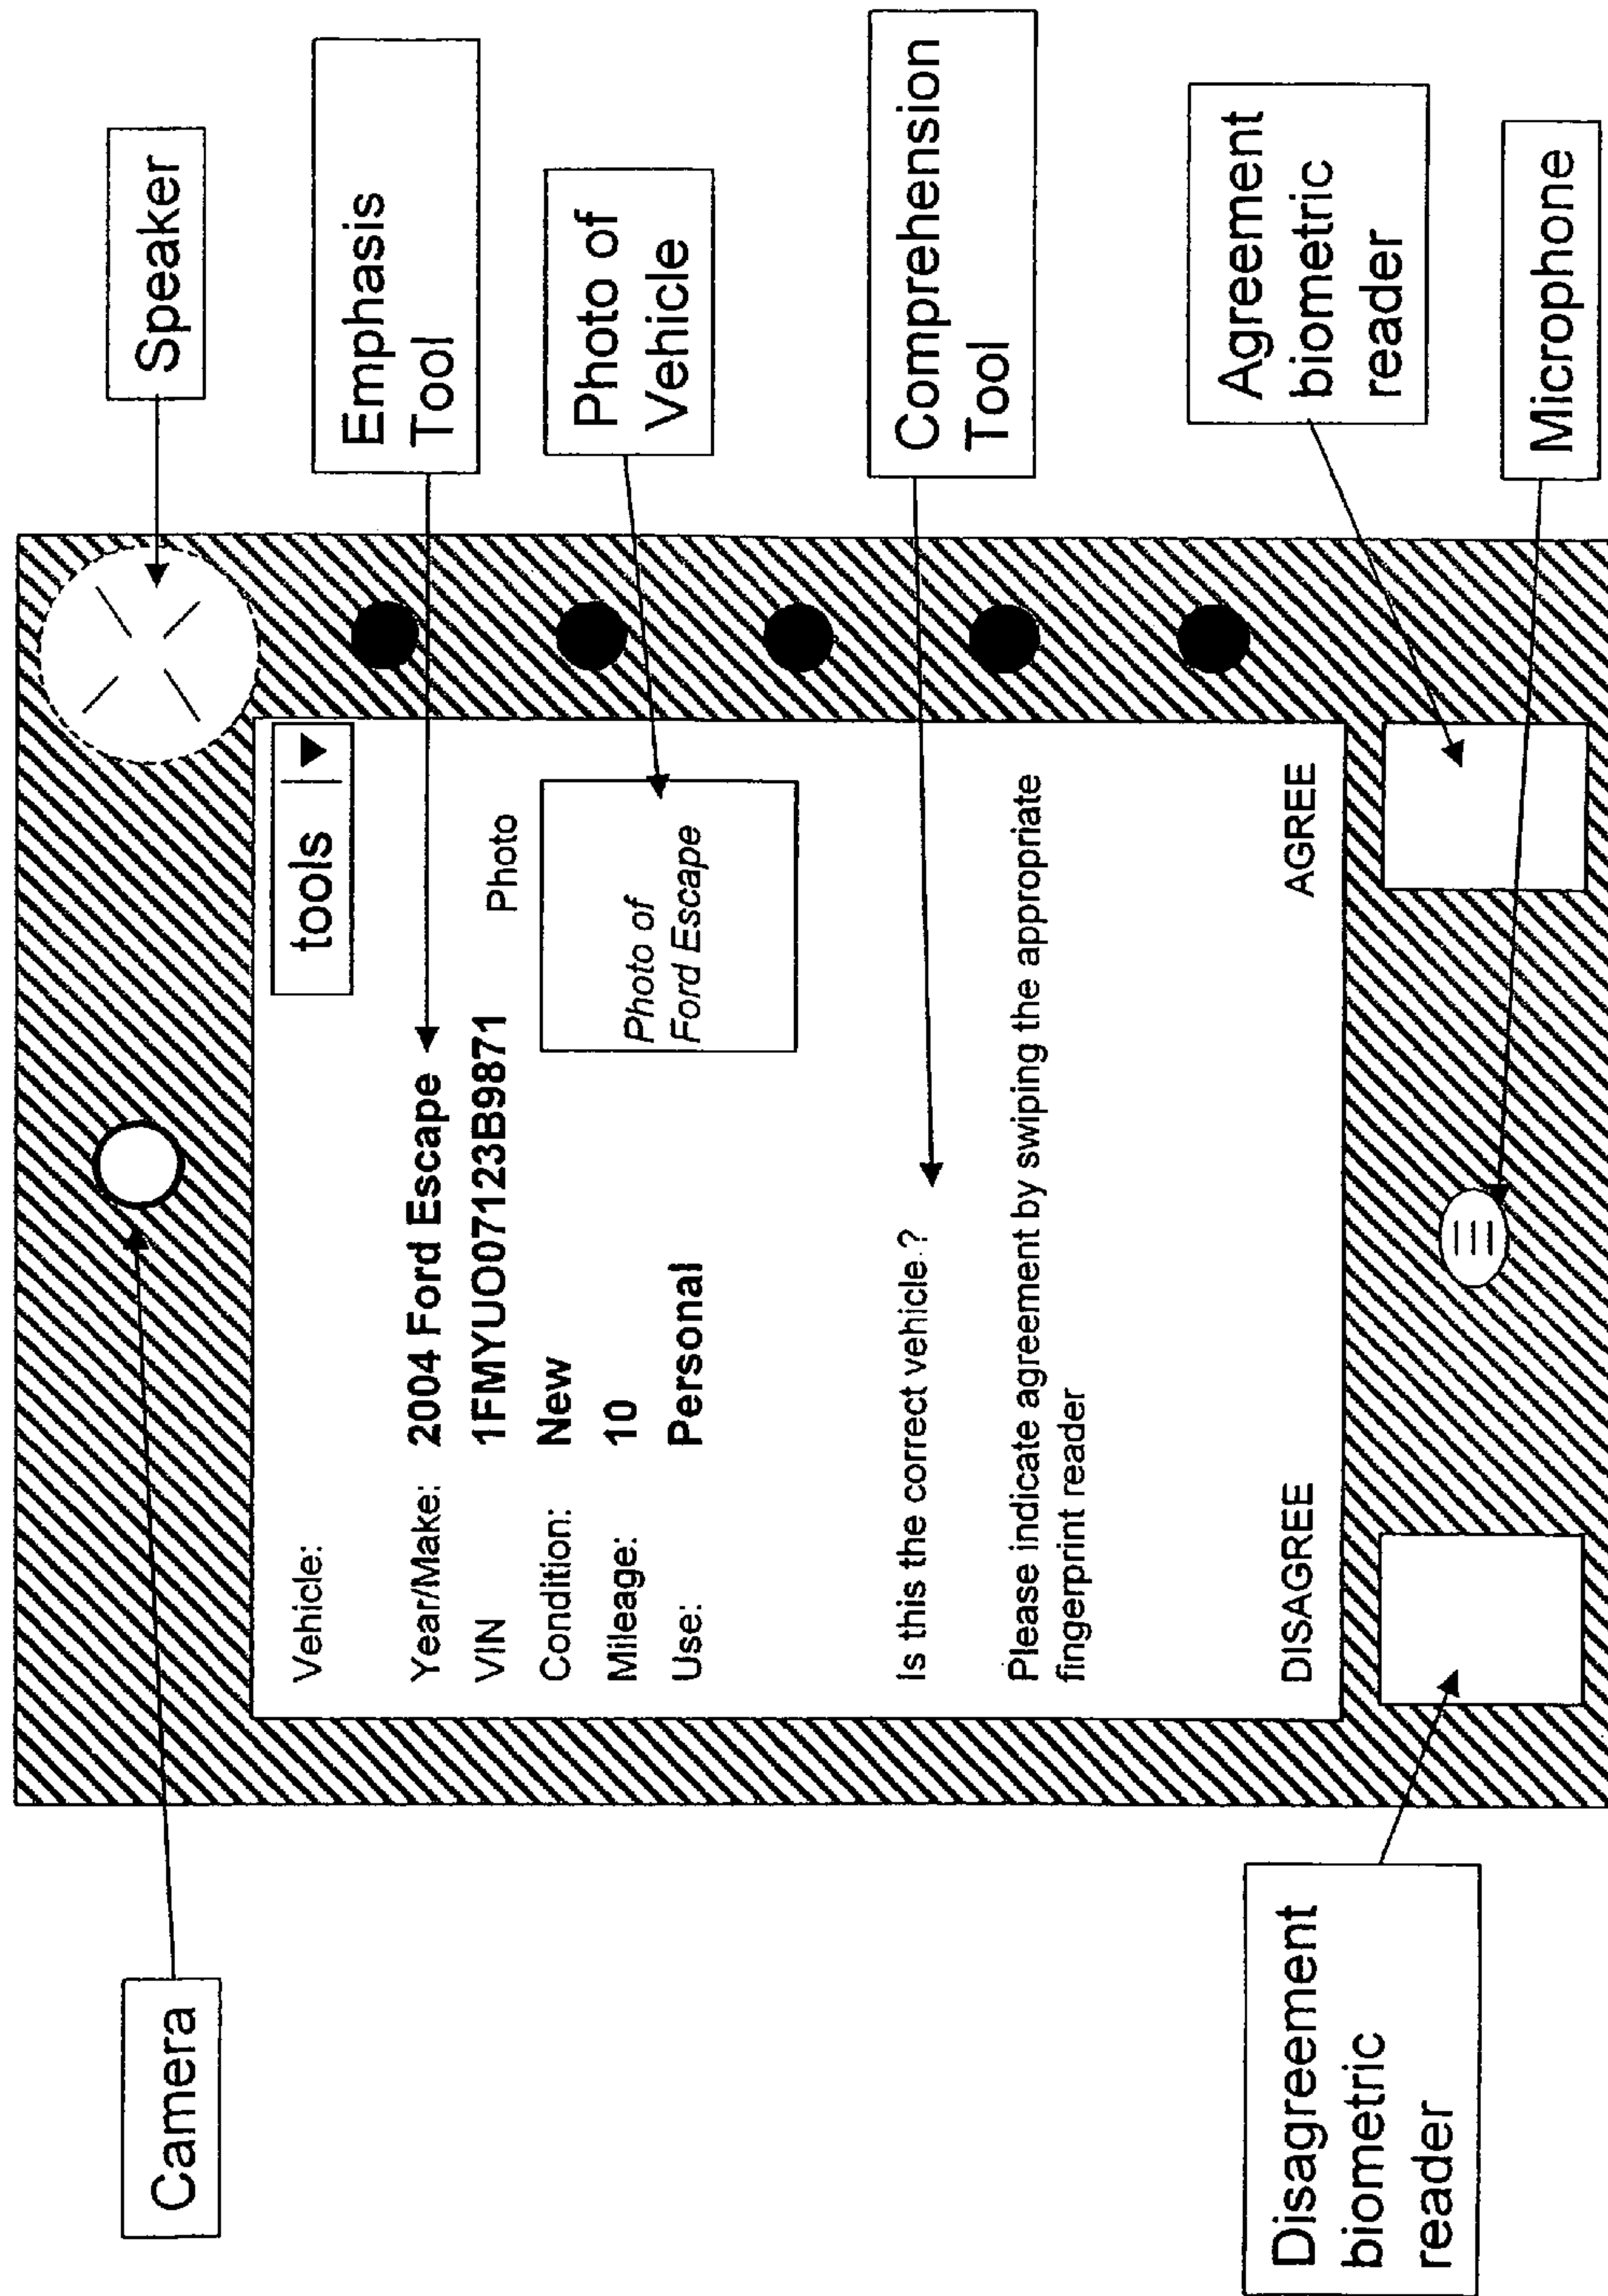 Camera
Speaker
tools
Vehicle:
Year/Make: 2004 Ford Escape
VIN 1FMYUO07123B9871
Photo
Condition: New
Mileage: 10
Use: Personal
Photo of
Ford Escape
Is this the correct vehicle ?
Please indicate agreement by swiping the appropriate
fingerprint reader
DISAGREE AGREE
Emphasis
Tool
Photo of
Vehicle
Comprehension
Tool
Agreement
biometric
reader
Microphone
Disagreement
biometric
reader